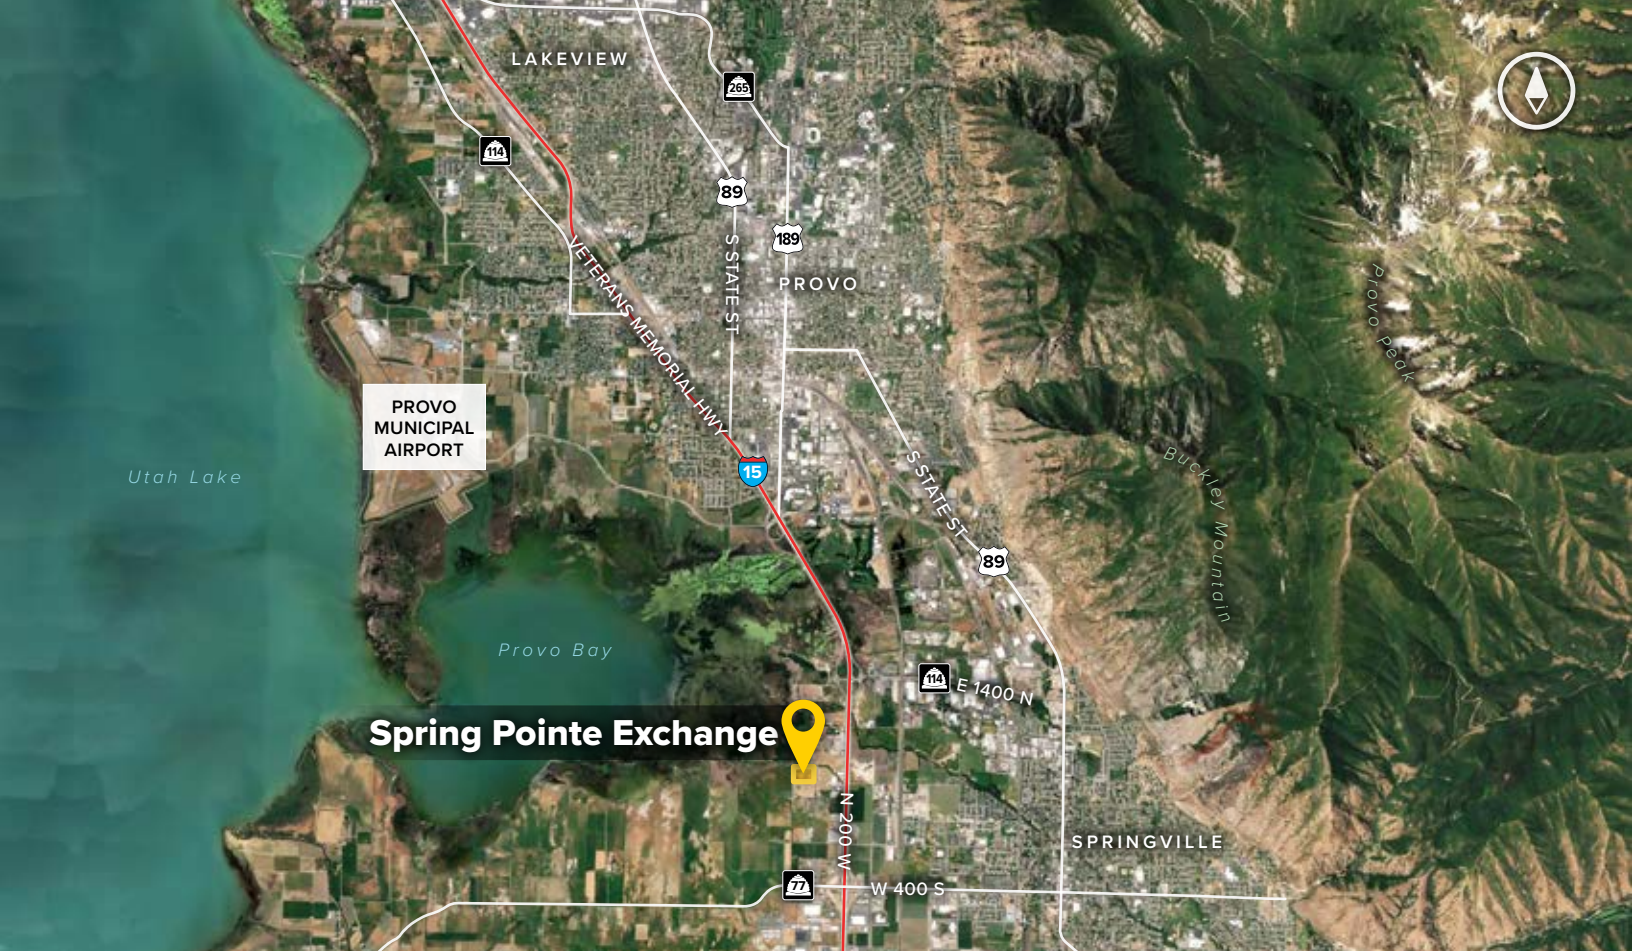 LAKEVIEW
265
114
89
189
S STATE ST
VETERANS MEMORIAL HWY
PROVO
Provo Peak
PROVO
MUNICIPAL
AIRPORT
15
Utah Lake
S STATE ST
Buckley Mountain
89
Provo Bay
114
E 1400 N
Spring Pointe Exchange
N 200 W
SPRINGVILLE
77
W 400 S